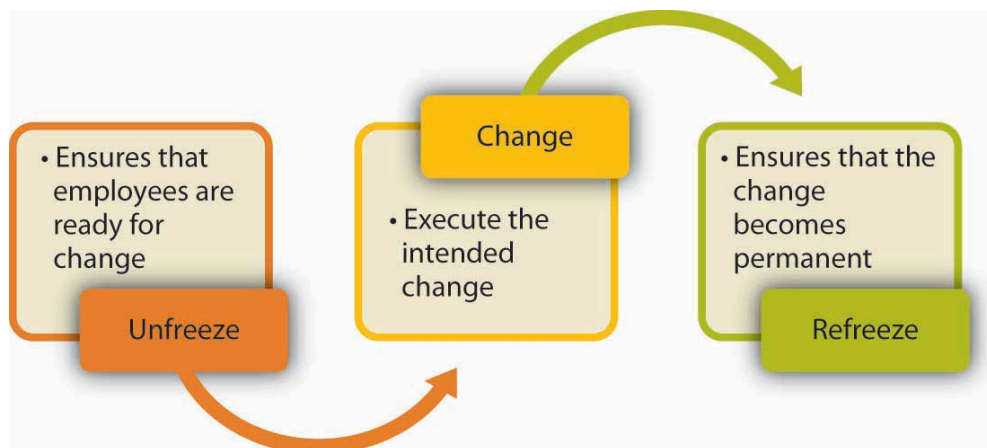 • Ensures that
employees are
ready for
change
Unfreeze
Change
• Execute the
intended
change
• Ensures that the
change
becomes
permanent
Refreeze